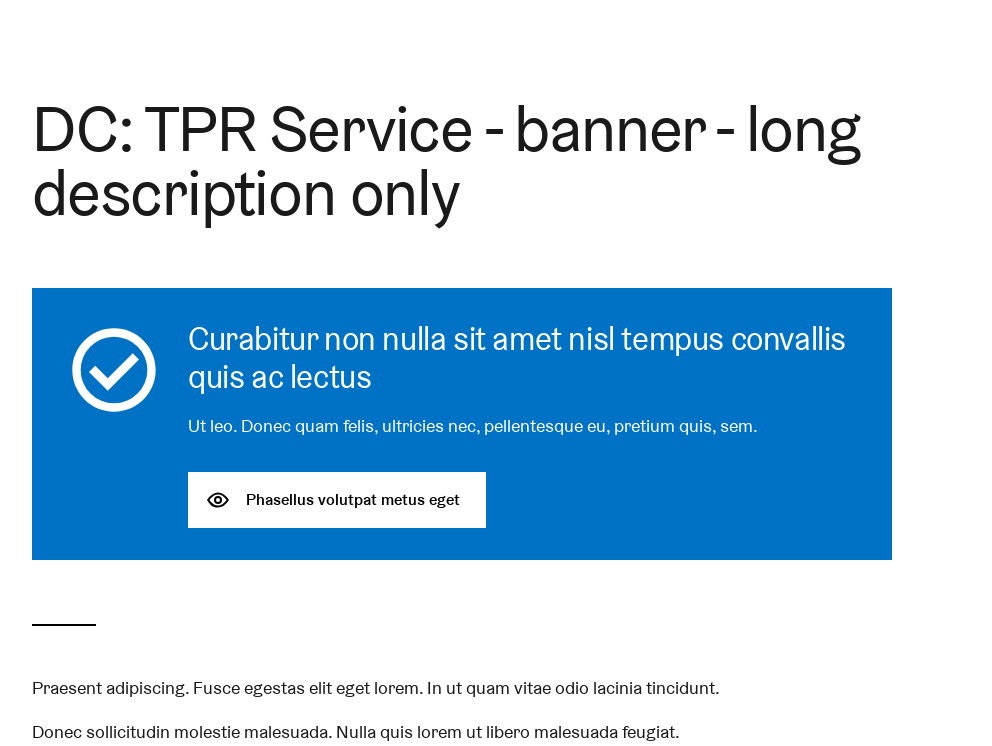 DC: TPR Service - banner - long
description only
Curabitur non nulla sit amet nisl tempus convallis
quis ac lectus
Ut leo. Donec quam felis, ultricies nec, pellentesque eu, pretium quis, sem.
Phasellus volutpat metus eget
Praesent adipiscing. Fusce egestas elit eget lorem. In ut quam vitae odio lacinia tincidunt.
Donec sollicitudin molestie malesuada. Nulla quis lorem ut libero malesuada feugiat.